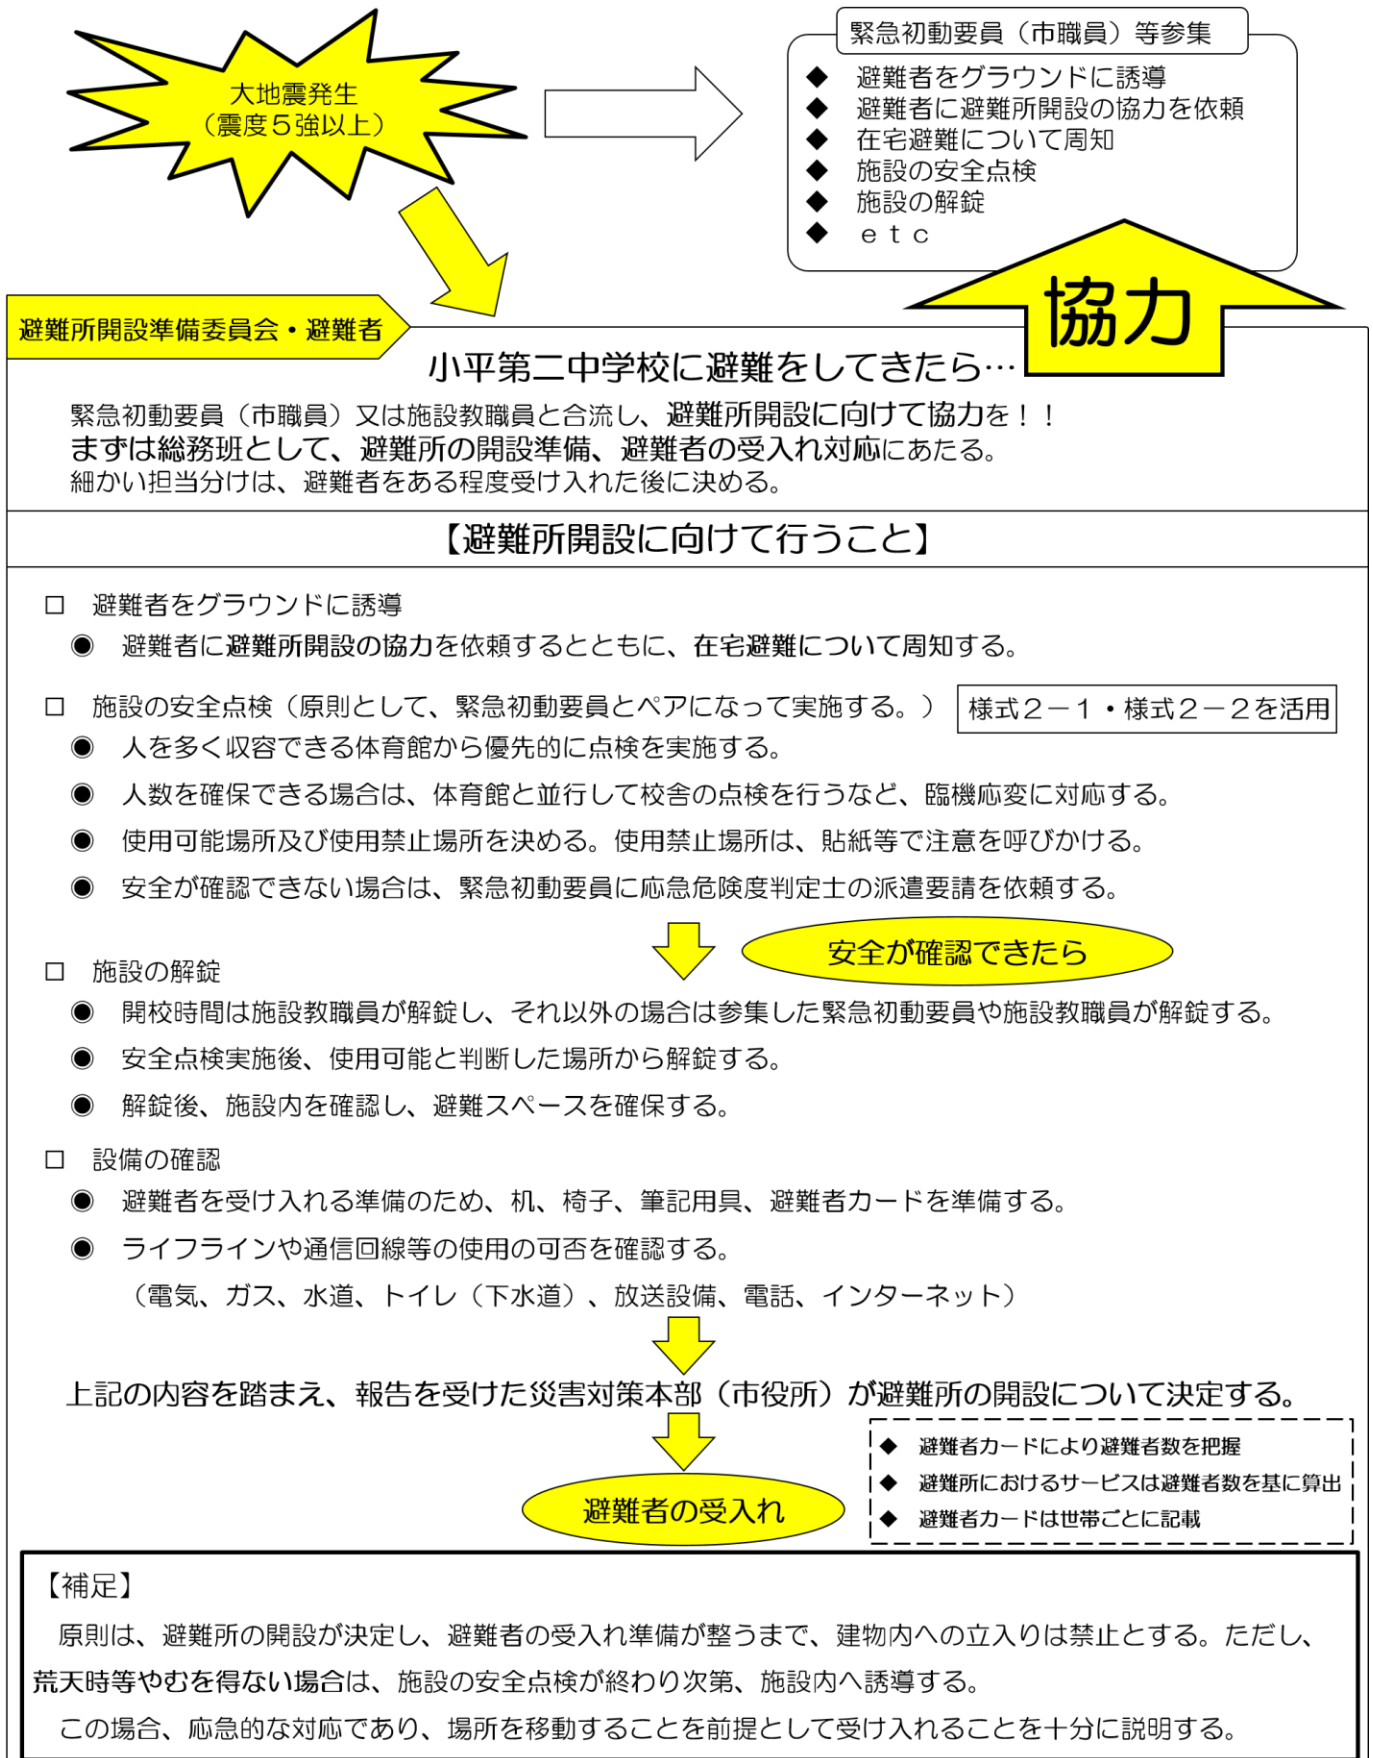 大地震発生
（震度５強以上）
緊急初動要員（市職員）等参集
◆ 避難者をグラウンドに誘導
◆ 避難者に避難所開設の協力を依頼
◆ 在宅避難について周知
◆ 施設の安全点検
◆ 施設の解錠
◆ ｅｔｃ
協力
避難所開設準備委員会・避難者
小平第二中学校に避難をしてきたら…
緊急初動要員（市職員）又は施設教職員と合流し、避難所開設に向けて協力を！！
まずは総務班として、避難所の開設準備、避難者の受入れ対応にあたる。
細かい担当分けは、避難者をある程度受け入れた後に決める。
【避難所開設に向けて行うこと】
□ 避難者をグラウンドに誘導
◉ 避難者に避難所開設の協力を依頼するとともに、在宅避難について周知する。
□ 施設の安全点検（原則として、緊急初動要員とペアになって実施する。） 様式２－１・様式２－２を活用
◉ 人を多く収容できる体育館から優先的に点検を実施する。
◉ 人数を確保できる場合は、体育館と並行して校舎の点検を行うなど、臨機応変に対応する。
◉ 使用可能場所及び使用禁止場所を決める。使用禁止場所は、貼紙等で注意を呼びかける。
◉ 安全が確認できない場合は、緊急初動要員に応急危険度判定士の派遣要請を依頼する。
安全が確認できたら
□ 施設の解錠
◉ 開校時間は施設教職員が解錠し、それ以外の場合は参集した緊急初動要員や施設教職員が解錠する。
◉ 安全点検実施後、使用可能と判断した場所から解錠する。
◉ 解錠後、施設内を確認し、避難スペースを確保する。
□ 設備の確認
◉ 避難者を受け入れる準備のため、机、椅子、筆記用具、避難者カードを準備する。
◉ ライフラインや通信回線等の使用の可否を確認する。
（電気、ガス、水道、トイレ（下水道）、放送設備、電話、インターネット）
上記の内容を踏まえ、報告を受けた災害対策本部（市役所）が避難所の開設について決定する。
避難者の受入れ
◆ 避難者カードにより避難者数を把握
◆ 避難所におけるサービスは避難者数を基に算出
◆ 避難者カードは世帯ごとに記載
【補足】
原則は、避難所の開設が決定し、避難者の受入れ準備が整うまで、建物内への立入りは禁止とする。ただし、
荒天時等やむを得ない場合は、施設の安全点検が終わり次第、施設内へ誘導する。
この場合、応急的な対応であり、場所を移動することを前提として受け入れることを十分に説明する。